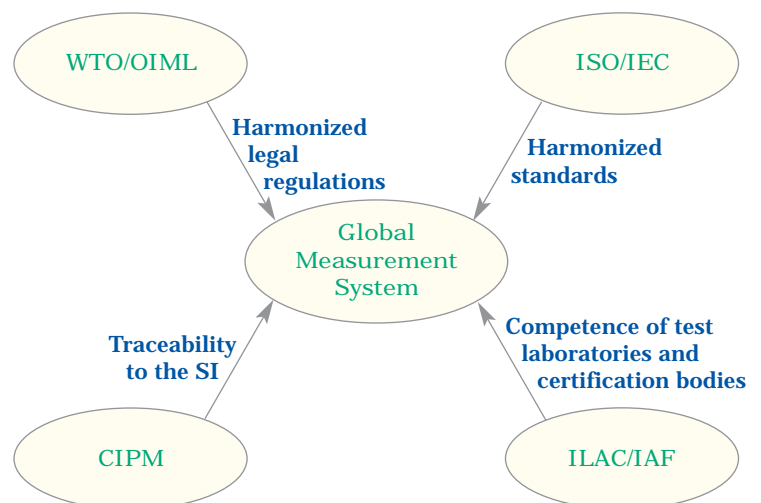 WTO/OIML
ISO/IEC
Harmonized
legal
regulations
Harmonized
standards
Global
Measurement
System
Traceability
to the SI
Competence of test
laboratories and
certification bodies
CIPM
ILAC/IAF